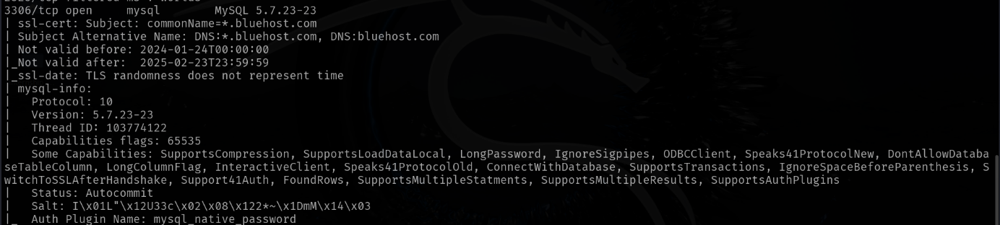 3306/tcp open     mysql         MySQL 5.7.23-23
| ssl-cert: Subject: commonName=*.bluehost.com
| Subject Alternative Name: DNS:*.bluehost.com, DNS:bluehost.com
| Not valid before: 2024-01-24T00:00:00
|_Not valid after:  2025-02-23T23:59:59
|_ssl-date: TLS randomness does not represent time
| mysql-info:
|   Protocol: 10
|   Version: 5.7.23-23
|   Thread ID: 103774122
|   Capabilities flags: 65535
|   Some Capabilities: SupportsCompression, SupportsLoadDataLocal, LongPassword, IgnoreSigpipes, ODBCClient, Speaks41ProtocolNew, DontAllowDataba
seTableColumn, LongColumnFlag, InteractiveClient, Speaks41ProtocolOld, ConnectWithDatabase, SupportsTransactions, IgnoreSpaceBeforeParenthesis, S
witchToSSLAfterHandshake, Support41Auth, FoundRows, SupportsMultipleStatments, SupportsMultipleResults, SupportsAuthPlugins
|   Status: Autocommit
|   Salt: I\x01L"\x12U33c\x02\x08\x122*~\x1DmM\x14\x03
|_  Auth Plugin Name: mysql_native_password